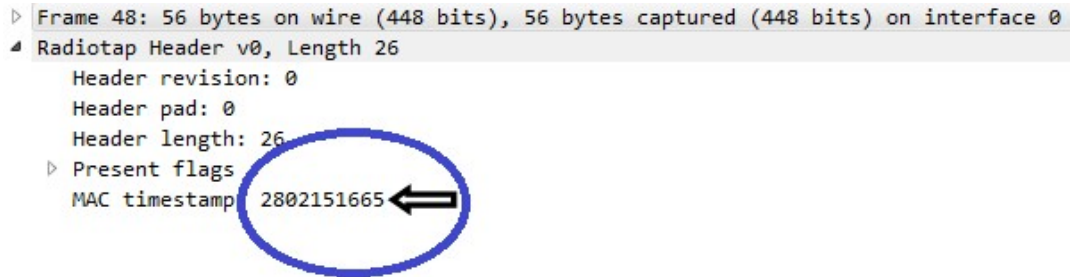 Frame 48: 56 bytes on wire (448 bits), 56 bytes captured (448 bits) on interface 0
Radiotap Header v0, Length 26
Header revision: 0
Header pad: 0
Header length: 26
Present flags
MAC timestamp 2802151665